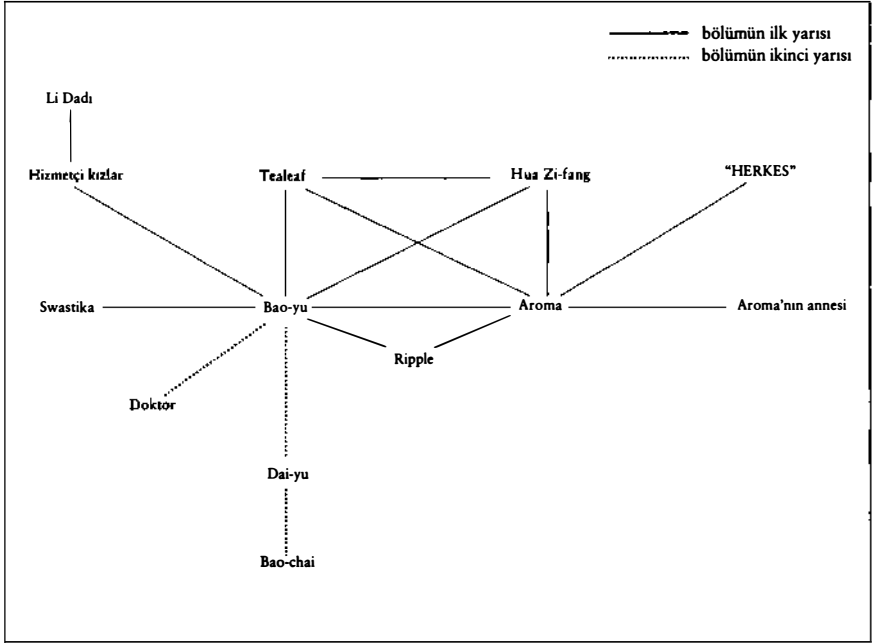 bölümün ilk yarısı
bölümün ikinci yarısı
Li Dadı
Hizmetçi kızlar
Tealeaf
Hua Zi-fang
“HERKES”
Swastika
Bao-yu
Aroma
Aroma’nın annesi
Ripple
Doktor
Dai-yu
Bao-chai